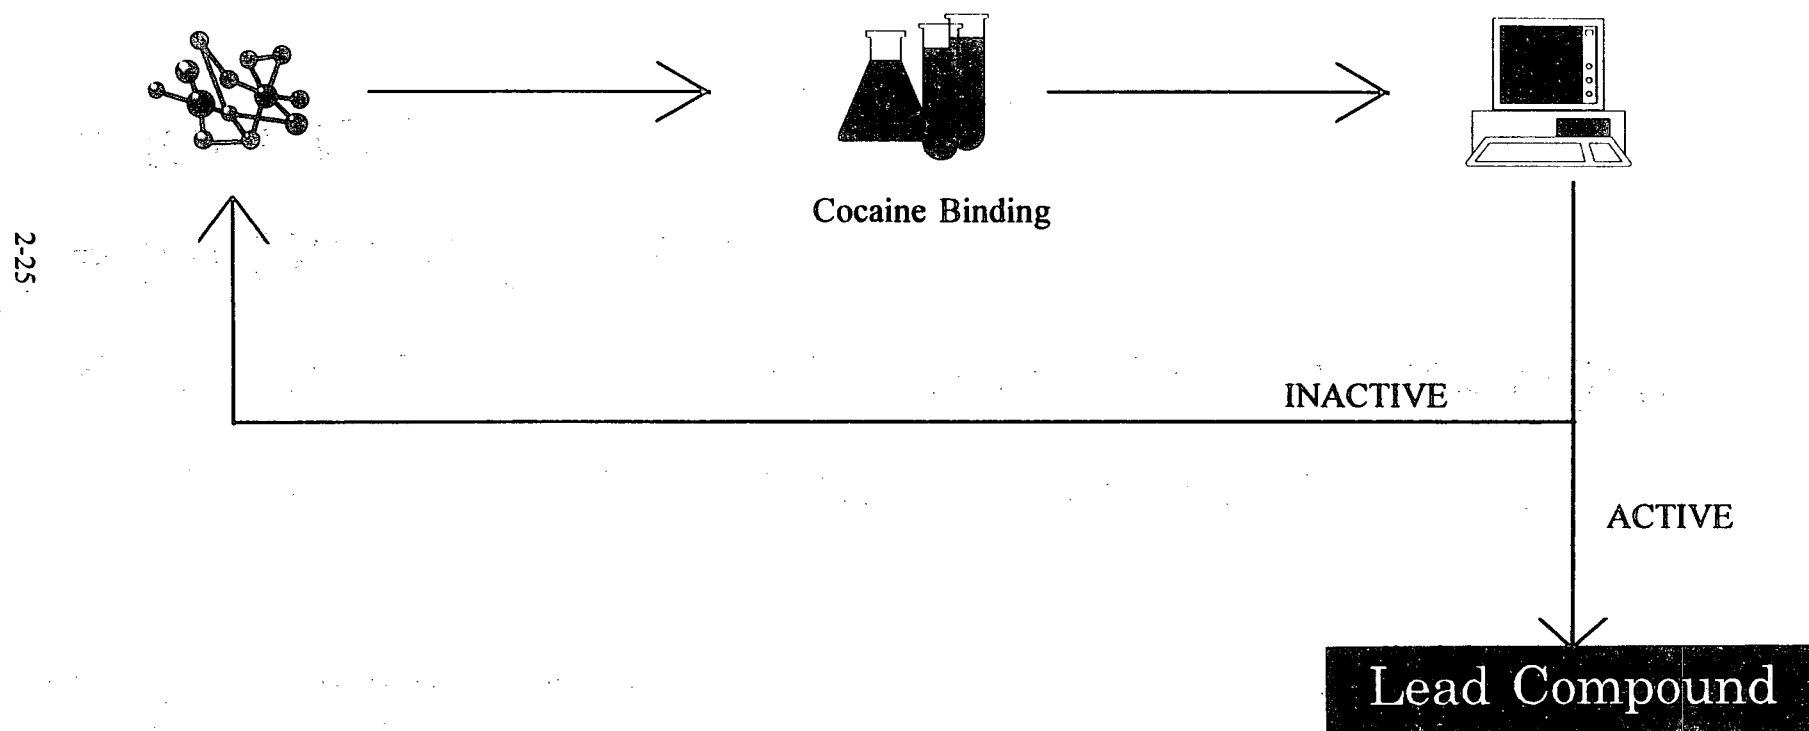 Cocaine Binding
2-25
INACTIVE
ACTIVE
Lead Compound